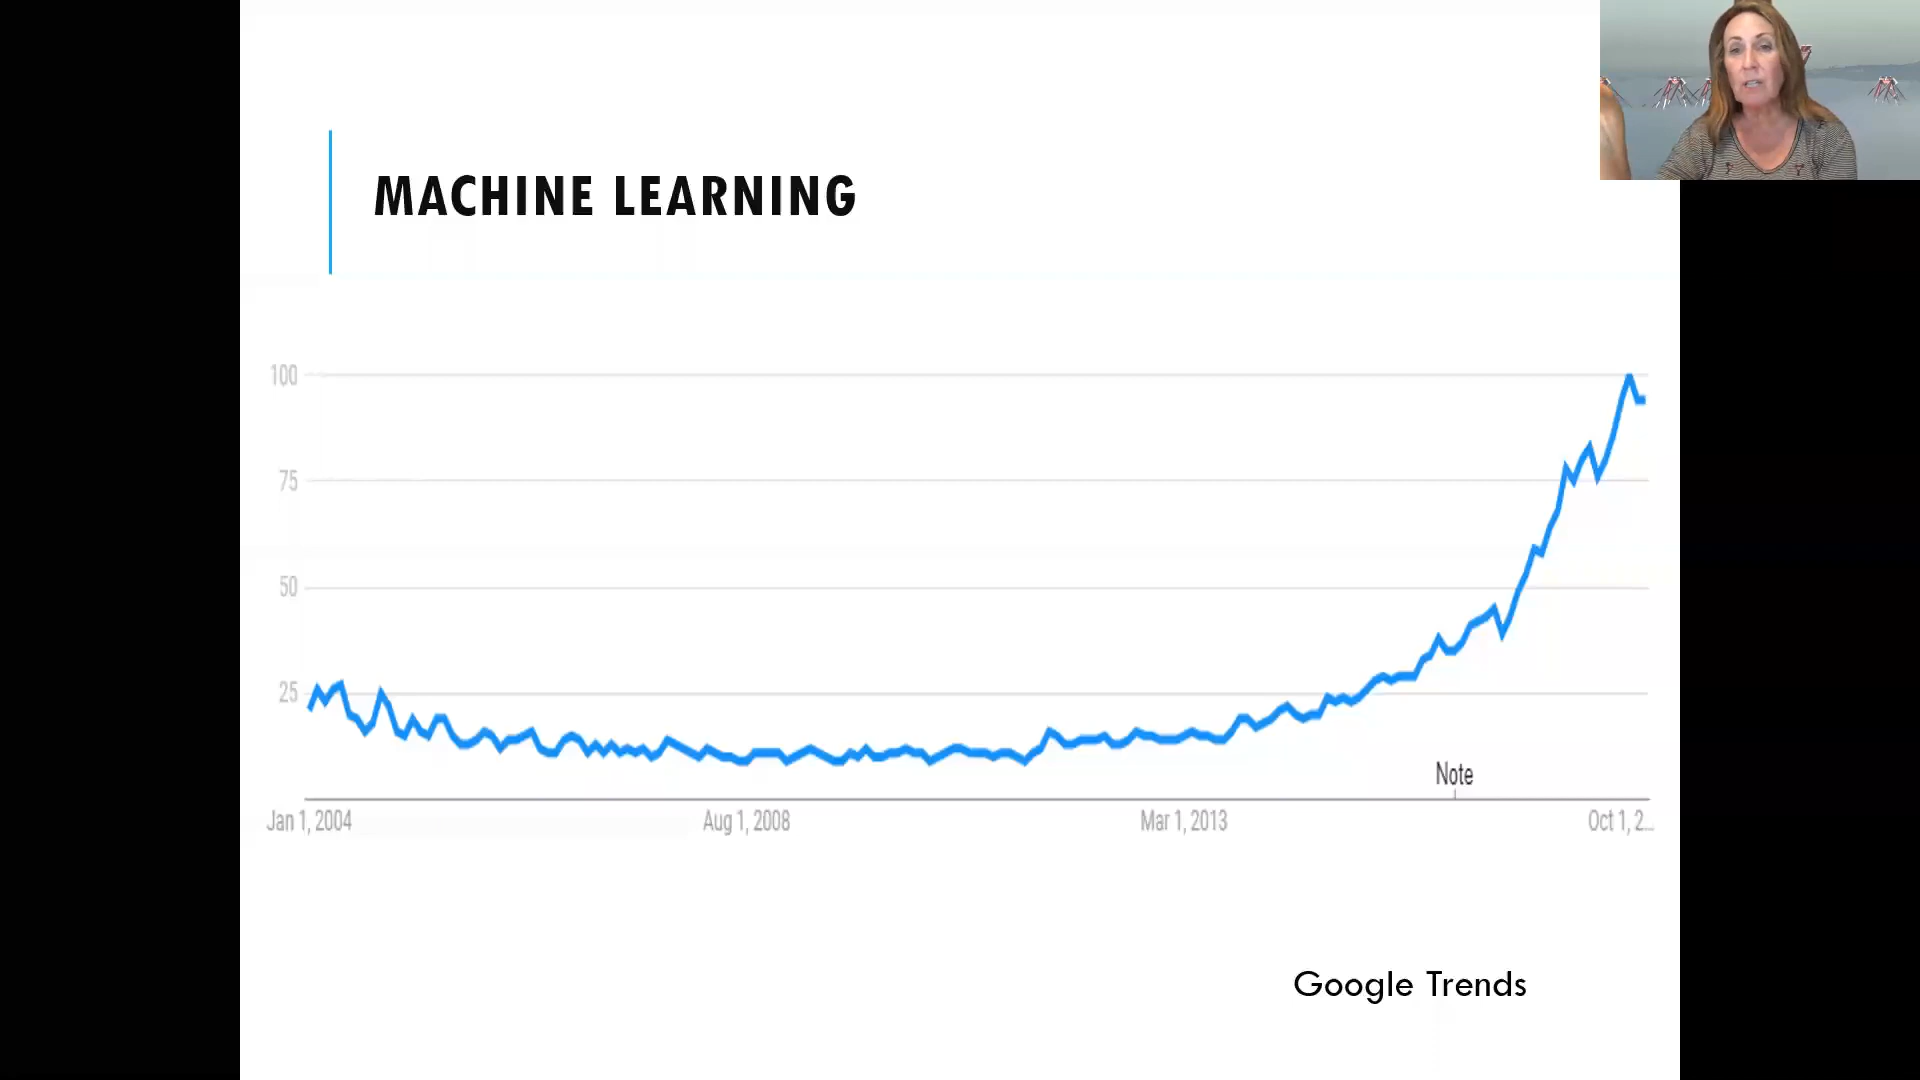 MACHINE LEARNING
100
75
50
25
Note
Jan 1, 2004
Aug 1, 2008
Mar 1, 2013
Oct 1, 2...
Google Trends